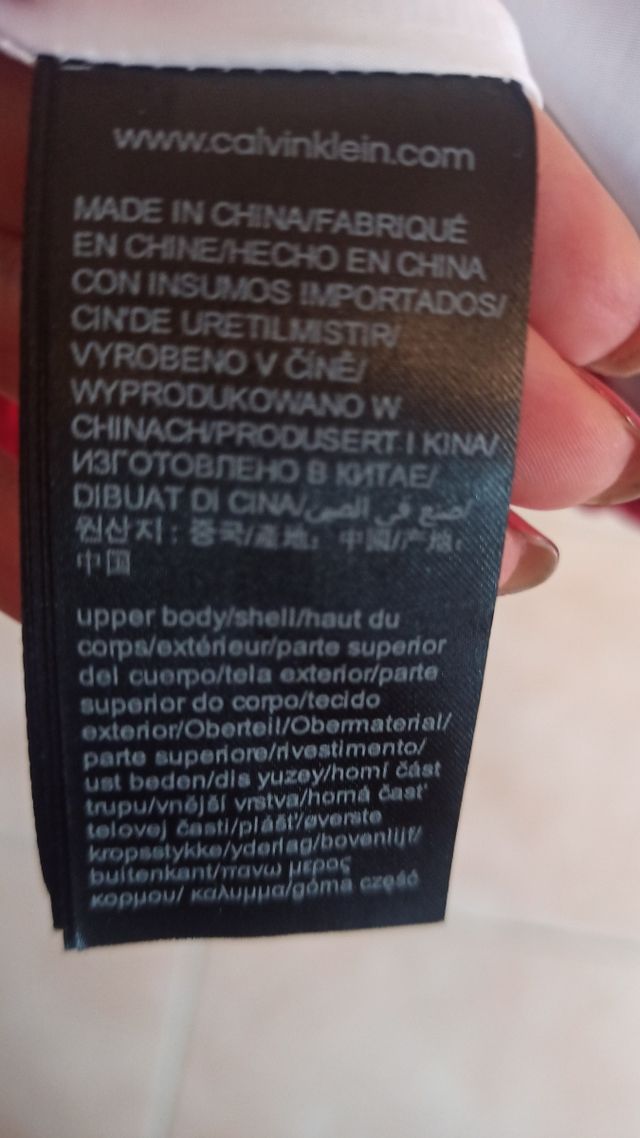 www.calvinklein.com
MADE IN CHINA/FABRIQUÉ
EN CHINE/HECHO EN CHINA
CON INSUMOS IMPORTADOS/
CIN'DE URETILMISTIR/
VYROBENO V ČÍNĚ/
WYPRODUKOWANO W
CHINACH/PRODUSERT I KINA/
ИЗГОТОВЛЕНО В КИТАЕ/
DIBUAT DI CINA/صنع في الصين/
원산지: 중국/產地: 中國/产地:
中国
upper body/shell/haut du
corps/extérieur/parte superior
del cuerpo/tela exterior/parte
superior do corpo/tecido
exterior/Oberteil/Obermaterial/
parte superiore/rivestimento/
ust beden/dis yuzey/horní část
trupu/vnější vrstva/horná časť
telovej časti/plášť/øverste
kropsstykke/yderlag/bovenlijf/
buitenkant/πανω μερος
κορμου/ καλυμμα/górna część